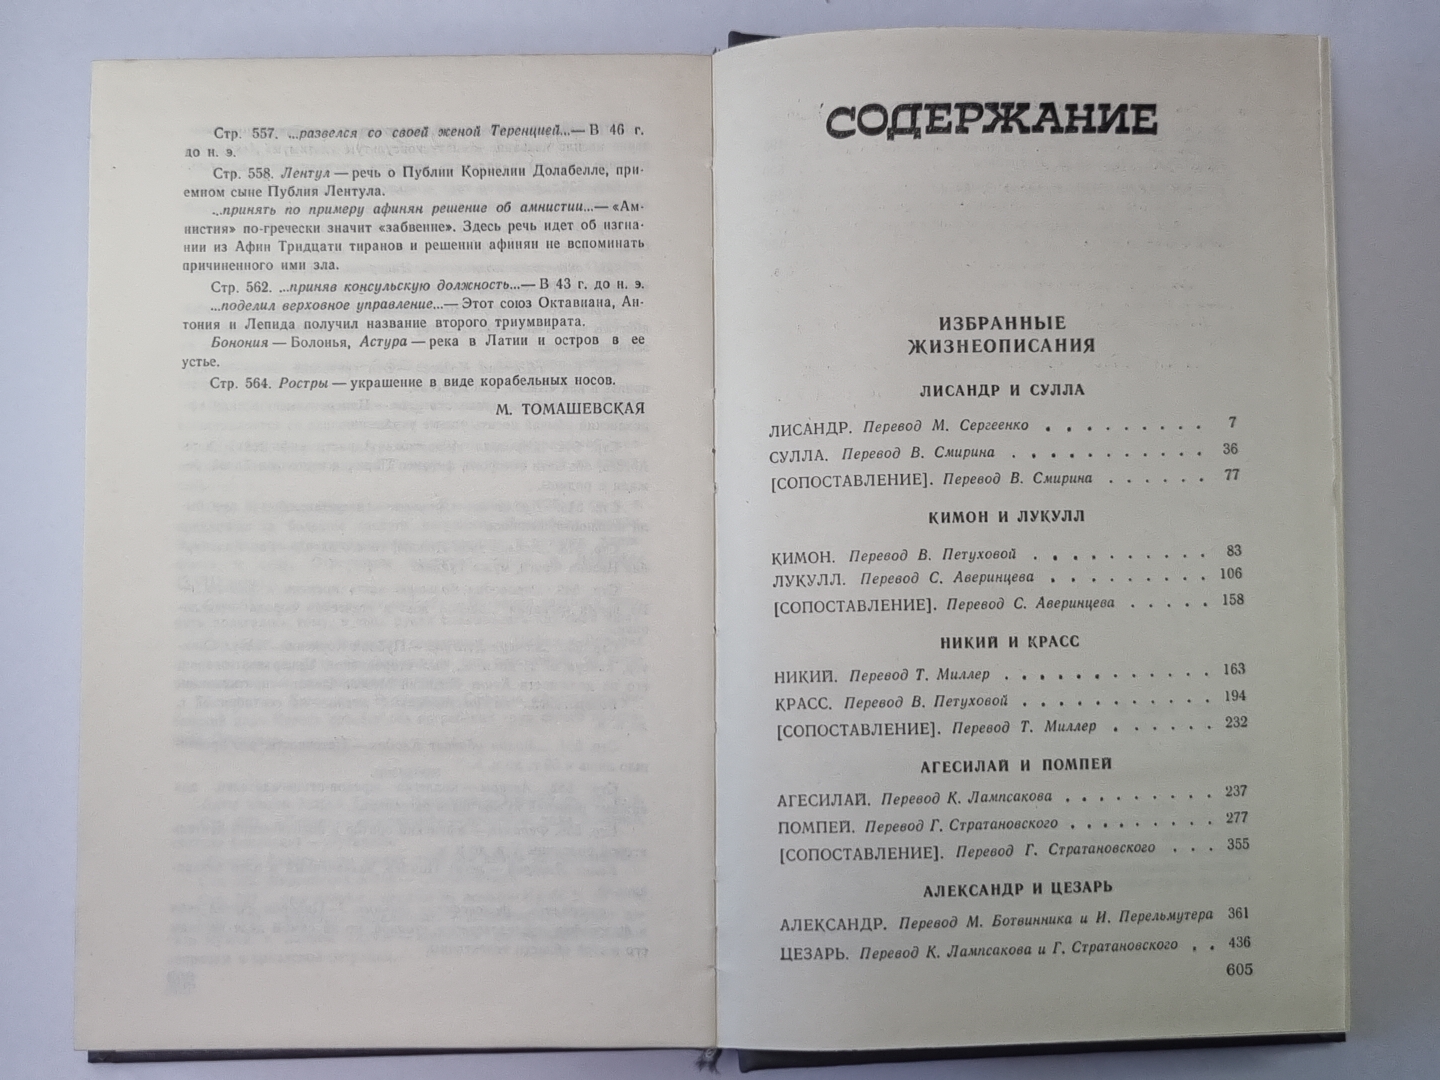 Стр. 557. ...развелся со своей женой Теренцией...— В 46 г.
до н. э.
Стр. 558. Лентул — речь о Публии Корнелии Долабелле, при-
емном сыне Публия Лентула.
...принять по примеру афинян решение об амнистии...— «Ам-
нистия» по-гречески значит «забвение». Здесь речь идет об изгна-
нии из Афин Тридцати тиранов и решении афинян не вспоминать
причиненного ими зла.
Стр. 562. ...приняв консульскую должность...— В 43 г. до н. э.
...поделил верховное управление...— Этот союз Октавиана, Ан-
тония и Лепида получил название второго триумвирата.
Бонония — Болонья, Астура — река в Латии и остров в ее
устье.
Стр. 564. Ростры — украшение в виде корабельных носов.
М. ТОМАШЕВСКАЯ
СОДЕРЖАНИЕ
ИЗБРАННЫЕ
ЖИЗНЕОПИСАНИЯ
ЛИСАНДР И СУЛЛА
ЛИСАНДР. Перевод М. Сергеенко . . . . . . . . . 7
СУЛЛА. Перевод В. Смирина . . . . . . . . . . 36
[СОПОСТАВЛЕНИЕ]. Перевод В. Смирина . . . . . . 77
КИМОН И ЛУКУЛЛ
КИМОН. Перевод В. Петуховой . . . . . . . . . . 83
ЛУКУЛЛ. Перевод С. Аверинцева . . . . . . . . . 106
[СОПОСТАВЛЕНИЕ]. Перевод С. Аверинцева . . . . . 158
НИКИЙ И КРАСС
НИКИЙ. Перевод Т. Миллер . . . . . . . . . . . 163
КРАСС. Перевод В. Петуховой . . . . . . . . . . 194
[СОПОСТАВЛЕНИЕ]. Перевод Т. Миллер . . . . . . 232
АГЕСИЛАЙ И ПОМПЕЙ
АГЕСИЛАЙ. Перевод К. Лампсакова . . . . . . . . 237
ПОМПЕЙ. Перевод Г. Стратановского . . . . . . . . 277
[СОПОСТАВЛЕНИЕ]. Перевод Г. Стратановского . . . 355
АЛЕКСАНДР И ЦЕЗАРЬ
АЛЕКСАНДР. Перевод М. Ботвинника и И. Перельмутера 361
ЦЕЗАРЬ. Перевод К. Лампсакова и Г. Стратановского . . 436
605